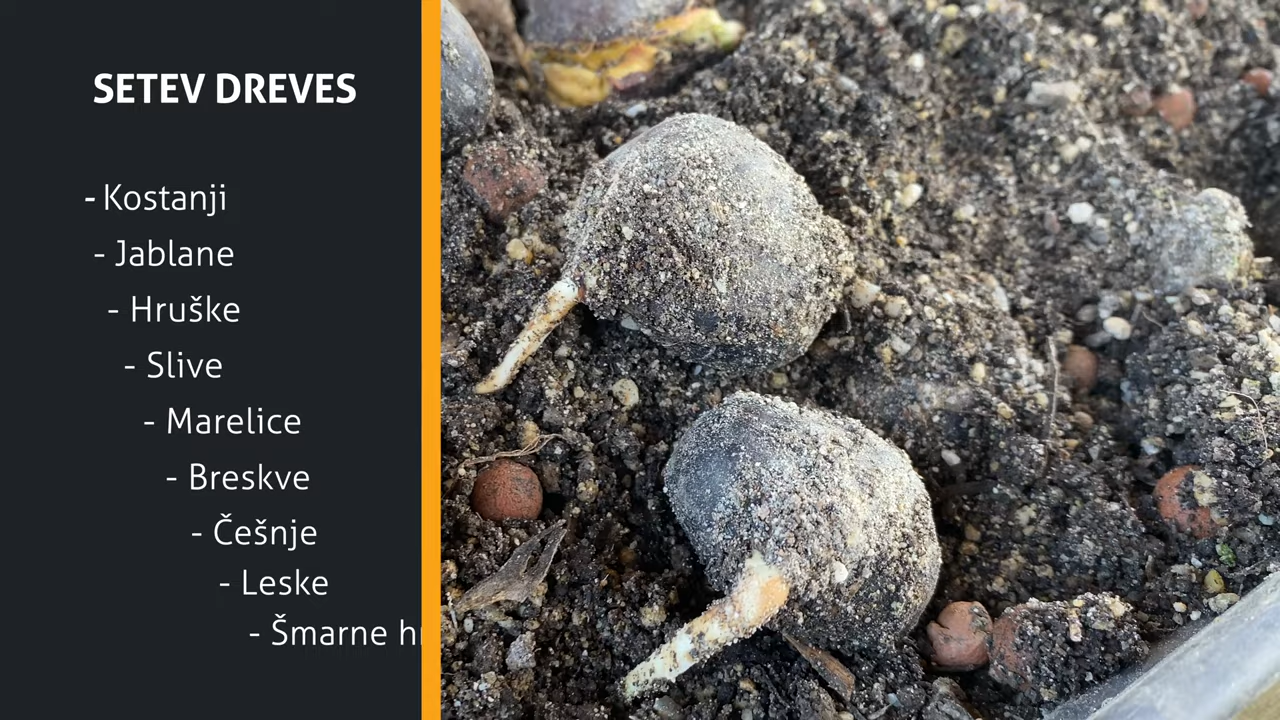 SETEV DREVES
- Kostanji
- Jablane
- Hruške
- Slive
- Marelice
- Breskve
- Češnje
- Leske
- Šmarne